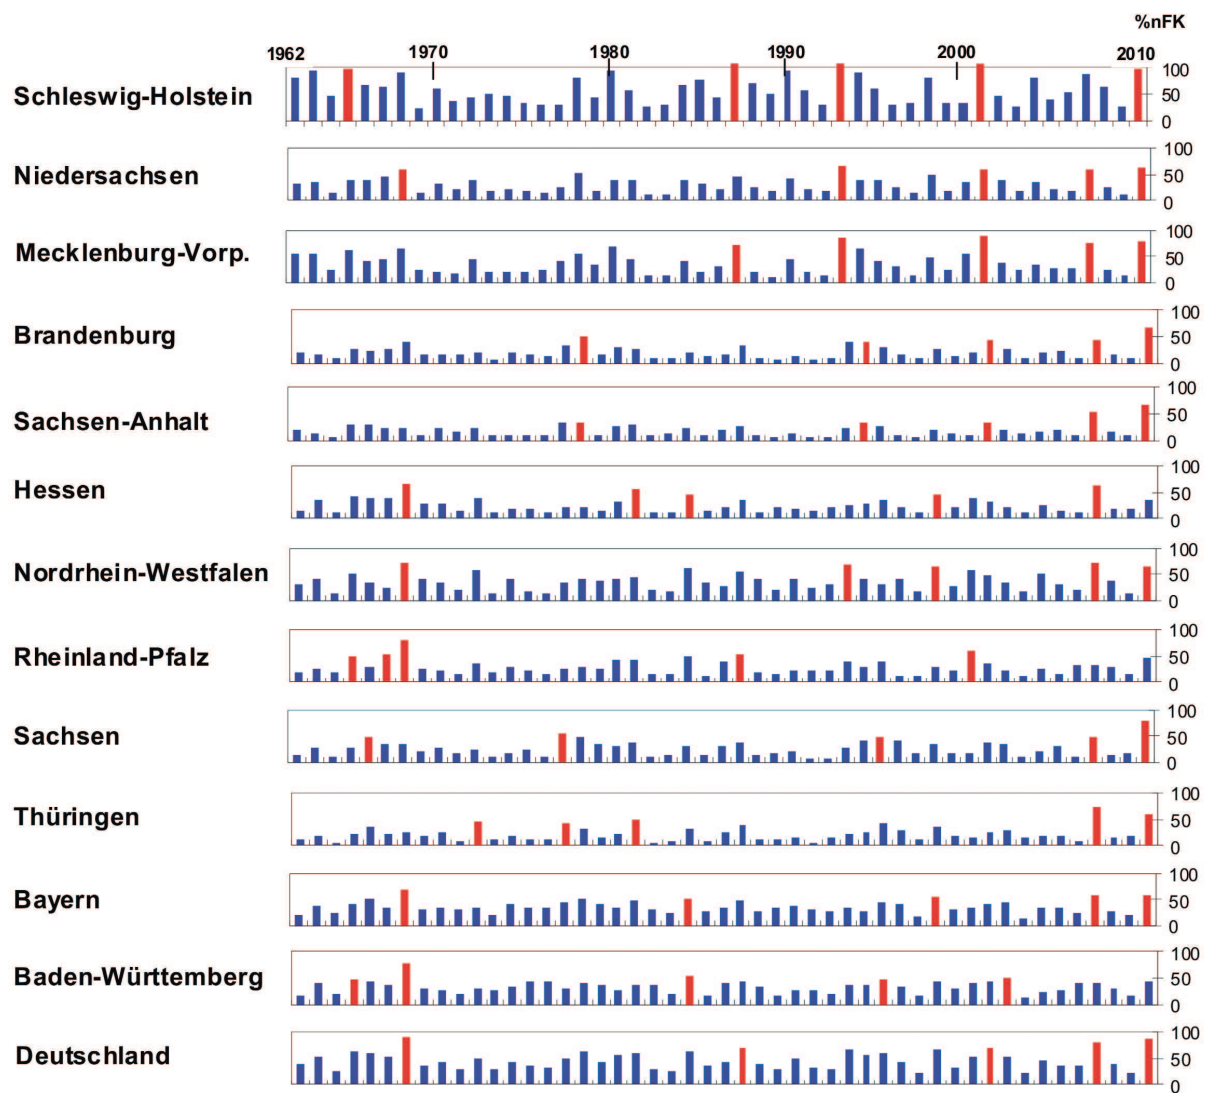 %nFK
1962 1970 1980 1990 2000 2010
Schleswig-Holstein 100
50
0
Niedersachsen 100
50
0
Mecklenburg-Vorp. 100
50
0
Brandenburg 100
50
0
Sachsen-Anhalt 100
50
0
Hessen 100
50
0
Nordrhein-Westfalen 100
50
0
Rheinland-Pfalz 100
50
0
Sachsen 100
50
0
Thüringen 100
50
0
Bayern 100
50
0
Baden-Württemberg 100
50
0
Deutschland 100
50
0